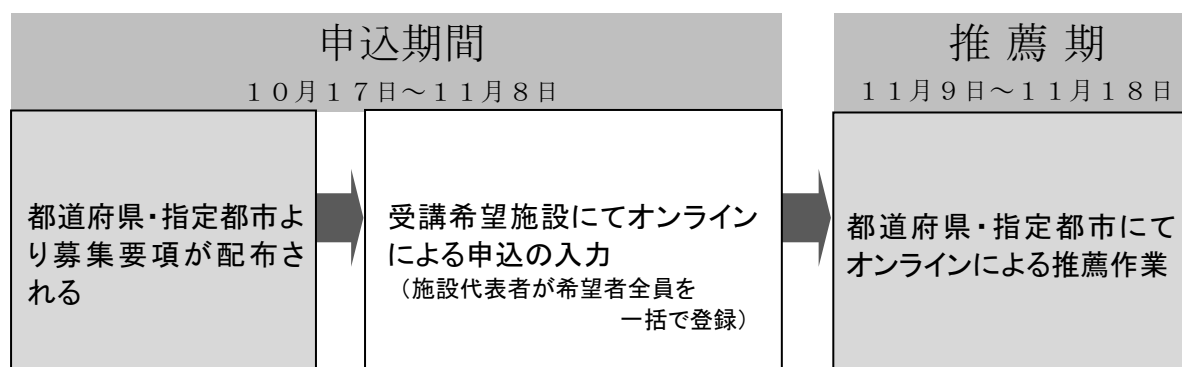 申込期間
10月17日～11月8日
推薦期
11月9日～11月18日
都道府県・指定都市よ
り募集要項が配布さ
れる
受講希望施設にてオンライン
による申込の入力
（施設代表者が希望者全員を
一括で登録）
都道府県・指定都市にて
オンラインによる推薦作業